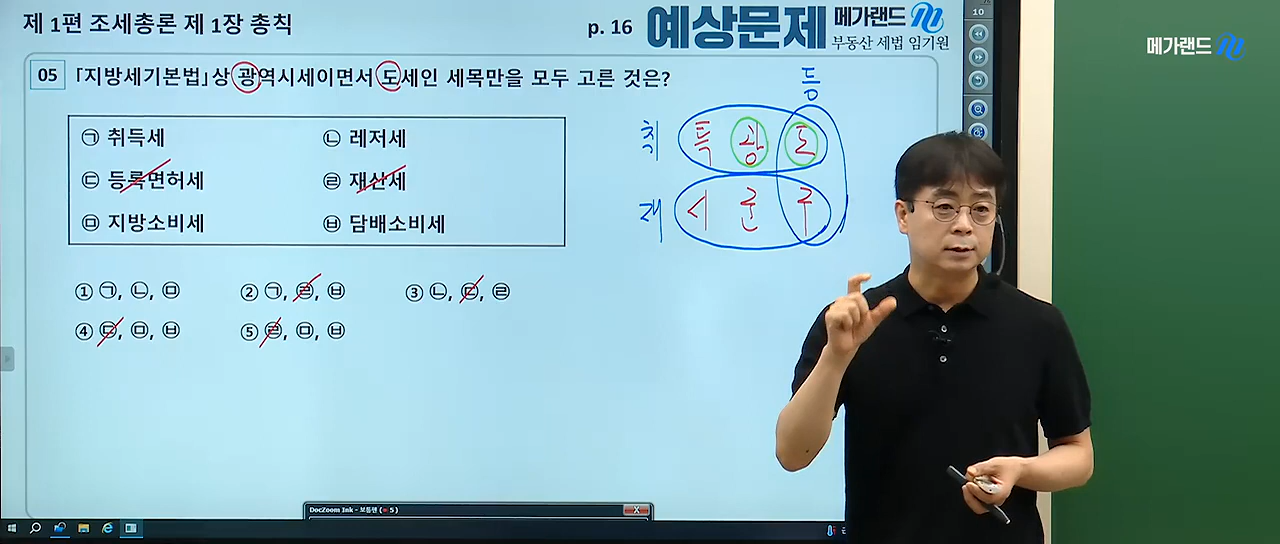 제 1편 조세총론 제 1장 총칙
p. 16
예상문제
메가랜드
부동산 세법 임기원
10
메가랜드
05 「지방세기본법」상 광역시세이면서 도세인 세목만을 모두 고른 것은?
등
㉠ 취득세 ㉡ 레저세
취 특 광 도
㉢ 등록면허세 ㉣ 재산세
재 시 군 구
㉤ 지방소비세 ㉥ 담배소비세
① ㉠, ㉡, ㉤ ② ㉠, ㉣, ㉥ ③ ㉡, ㉢, ㉣
④ ㉢, ㉤, ㉥ ⑤ ㉣, ㉤, ㉥
DocZoom Ink - 보통펜 (● 5)